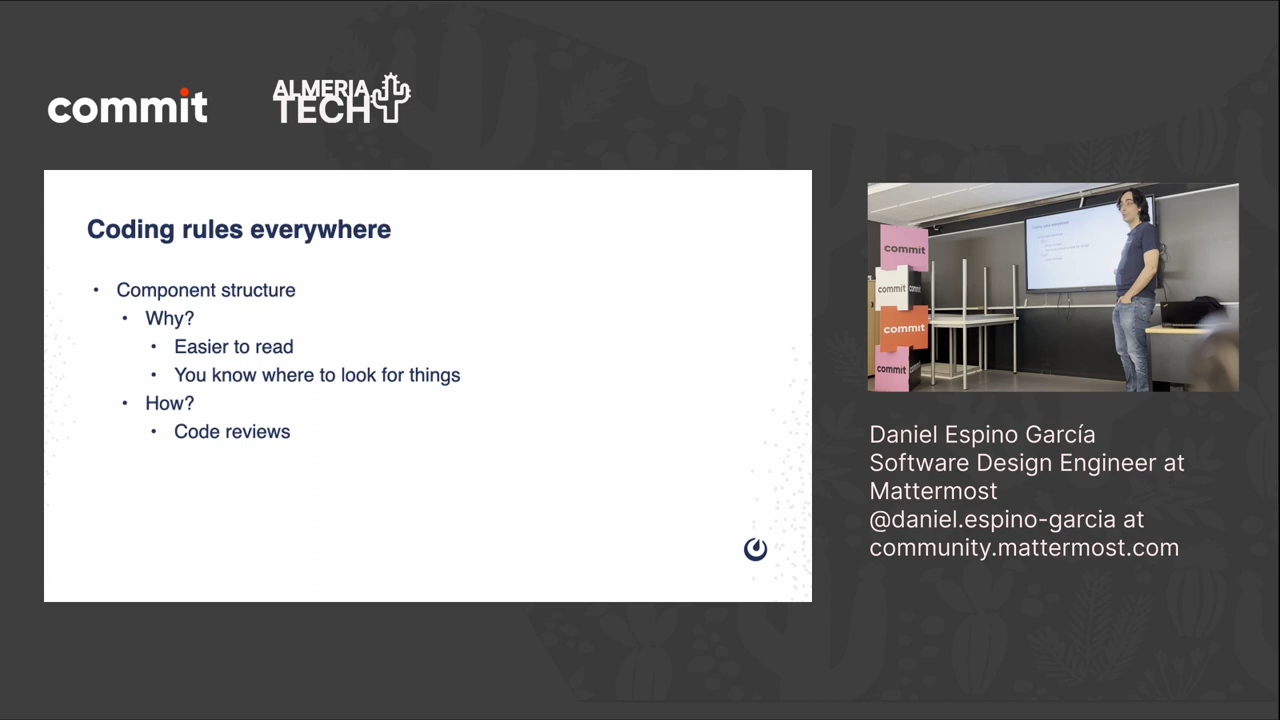 commit
ALMERIA
TECH
Coding rules everywhere
• Component structure
• Why?
• Easier to read
• You know where to look for things
• How?
• Code reviews
commit
commit
commit
commit
Daniel Espino García
Software Design Engineer at
Mattermost
@daniel.espino-garcia at
community.mattermost.com